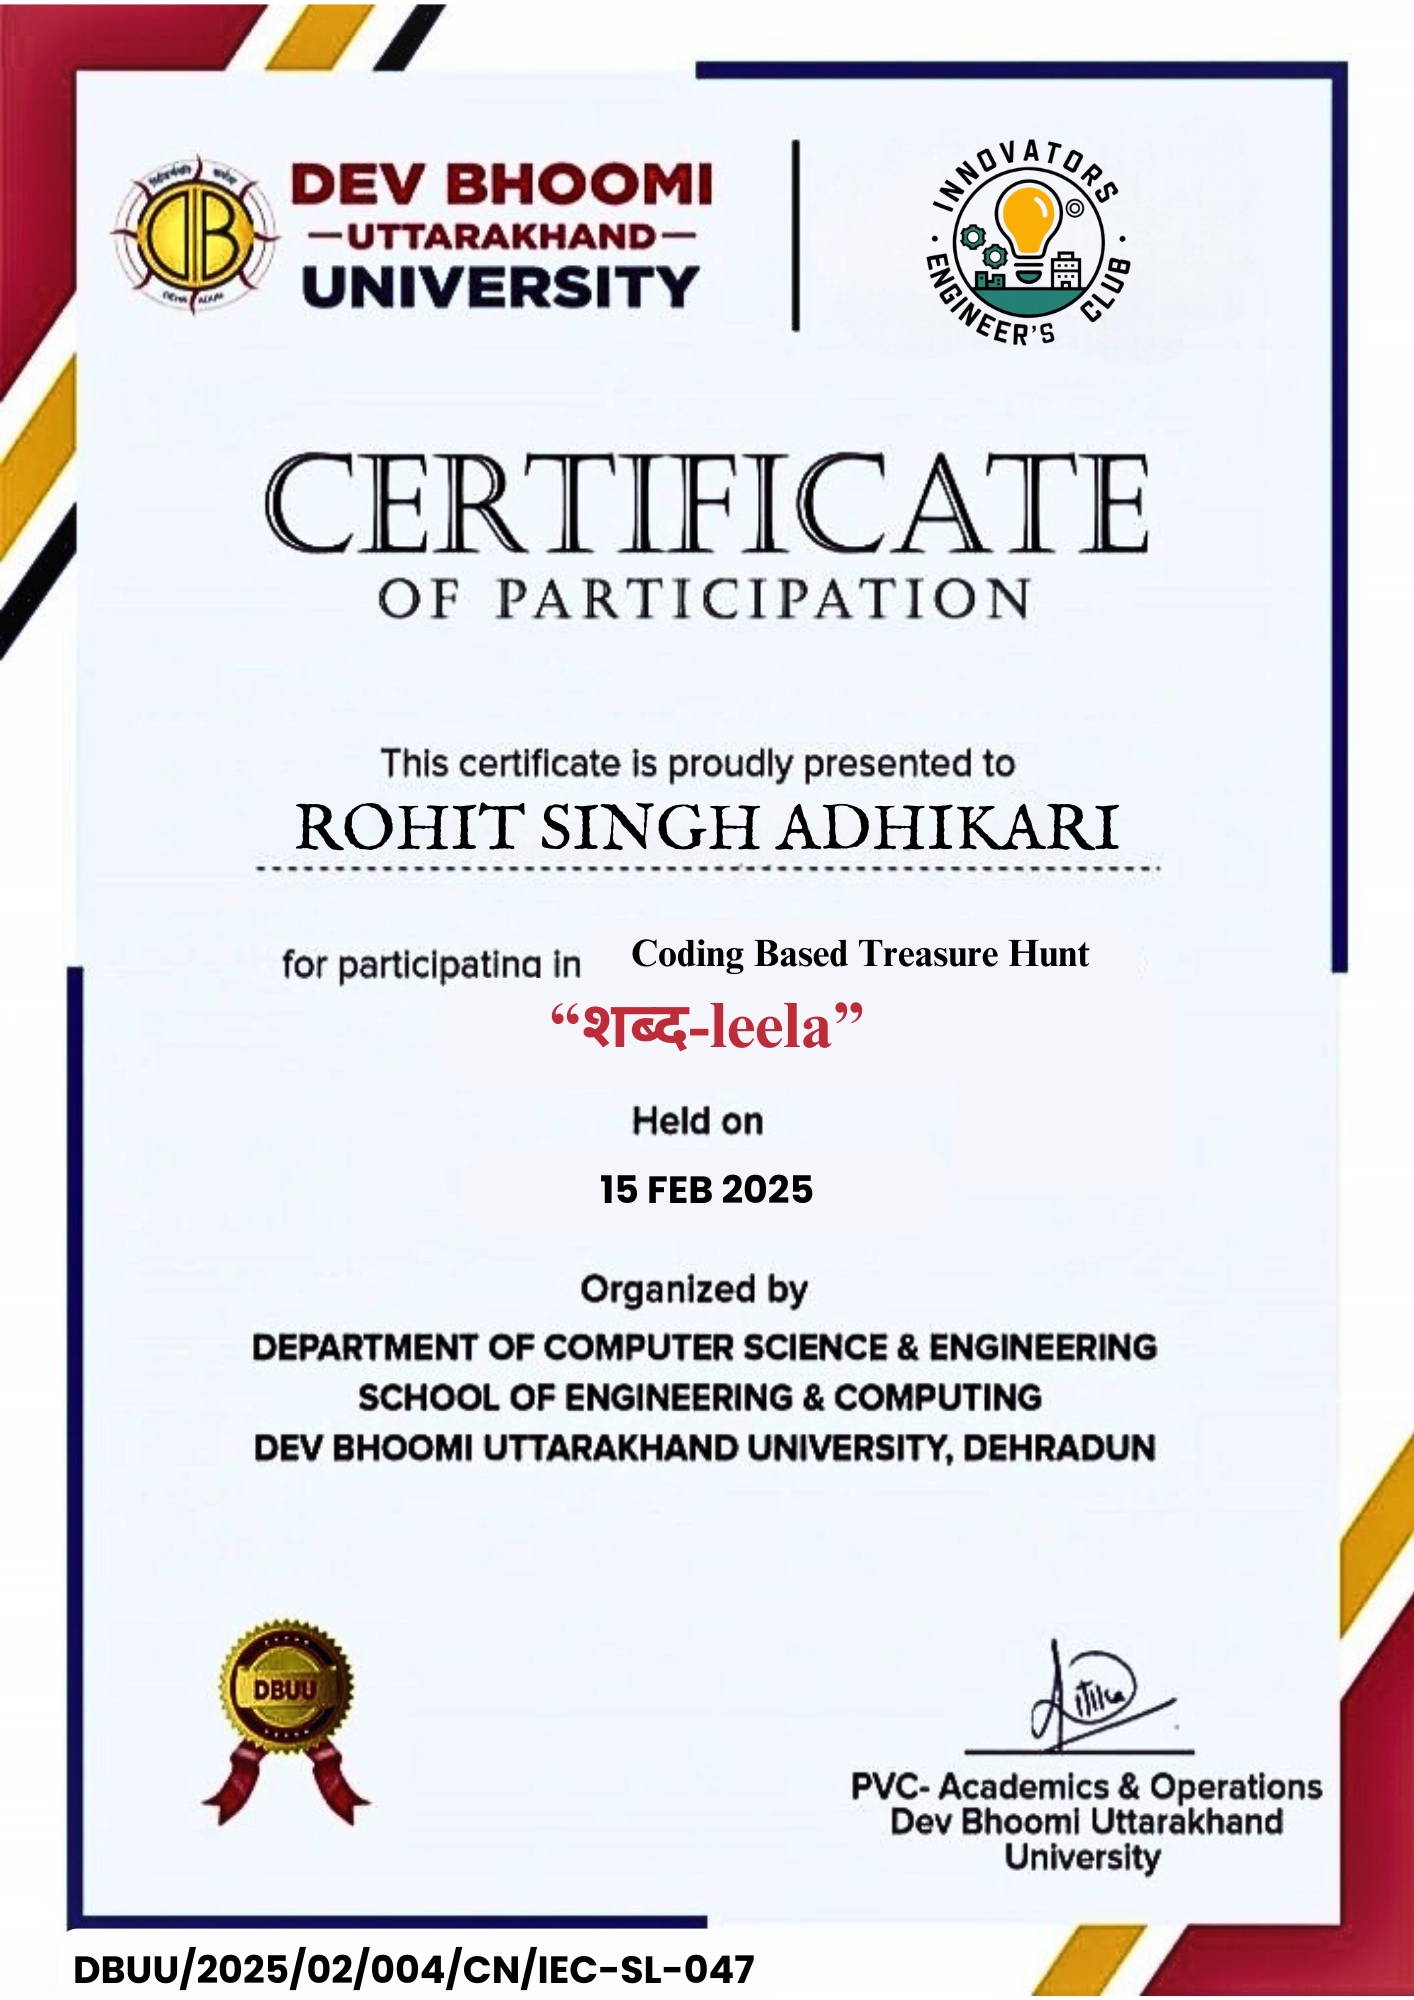 DEV BHOOMI
UTTARAKHAND
UNIVERSITY
INNOVATORS
ENGINEER'S CLUB
CERTIFICATE
OF PARTICIPATION
This certificate is proudly presented to
ROHIT SINGH ADHIKARI
for participating in Coding Based Treasure Hunt
“शब्द-leela”
Held on
15 FEB 2025
Organized by
DEPARTMENT OF COMPUTER SCIENCE & ENGINEERING
SCHOOL OF ENGINEERING & COMPUTING
DEV BHOOMI UTTARAKHAND UNIVERSITY, DEHRADUN
DBUU
PVC- Academics & Operations
Dev Bhoomi Uttarakhand
University
DBUU/2025/02/004/CN/IEC-SL-047